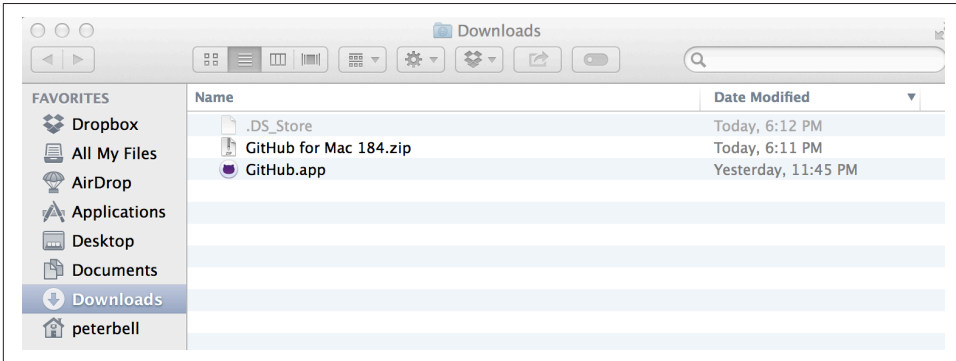 Downloads
FAVORITES
Dropbox
All My Files
AirDrop
Applications
Desktop
Documents
Downloads
peterbell
Name Date Modified
.DS_Store Today, 6:12 PM
GitHub for Mac 184.zip Today, 6:11 PM
GitHub.app Yesterday, 11:45 PM